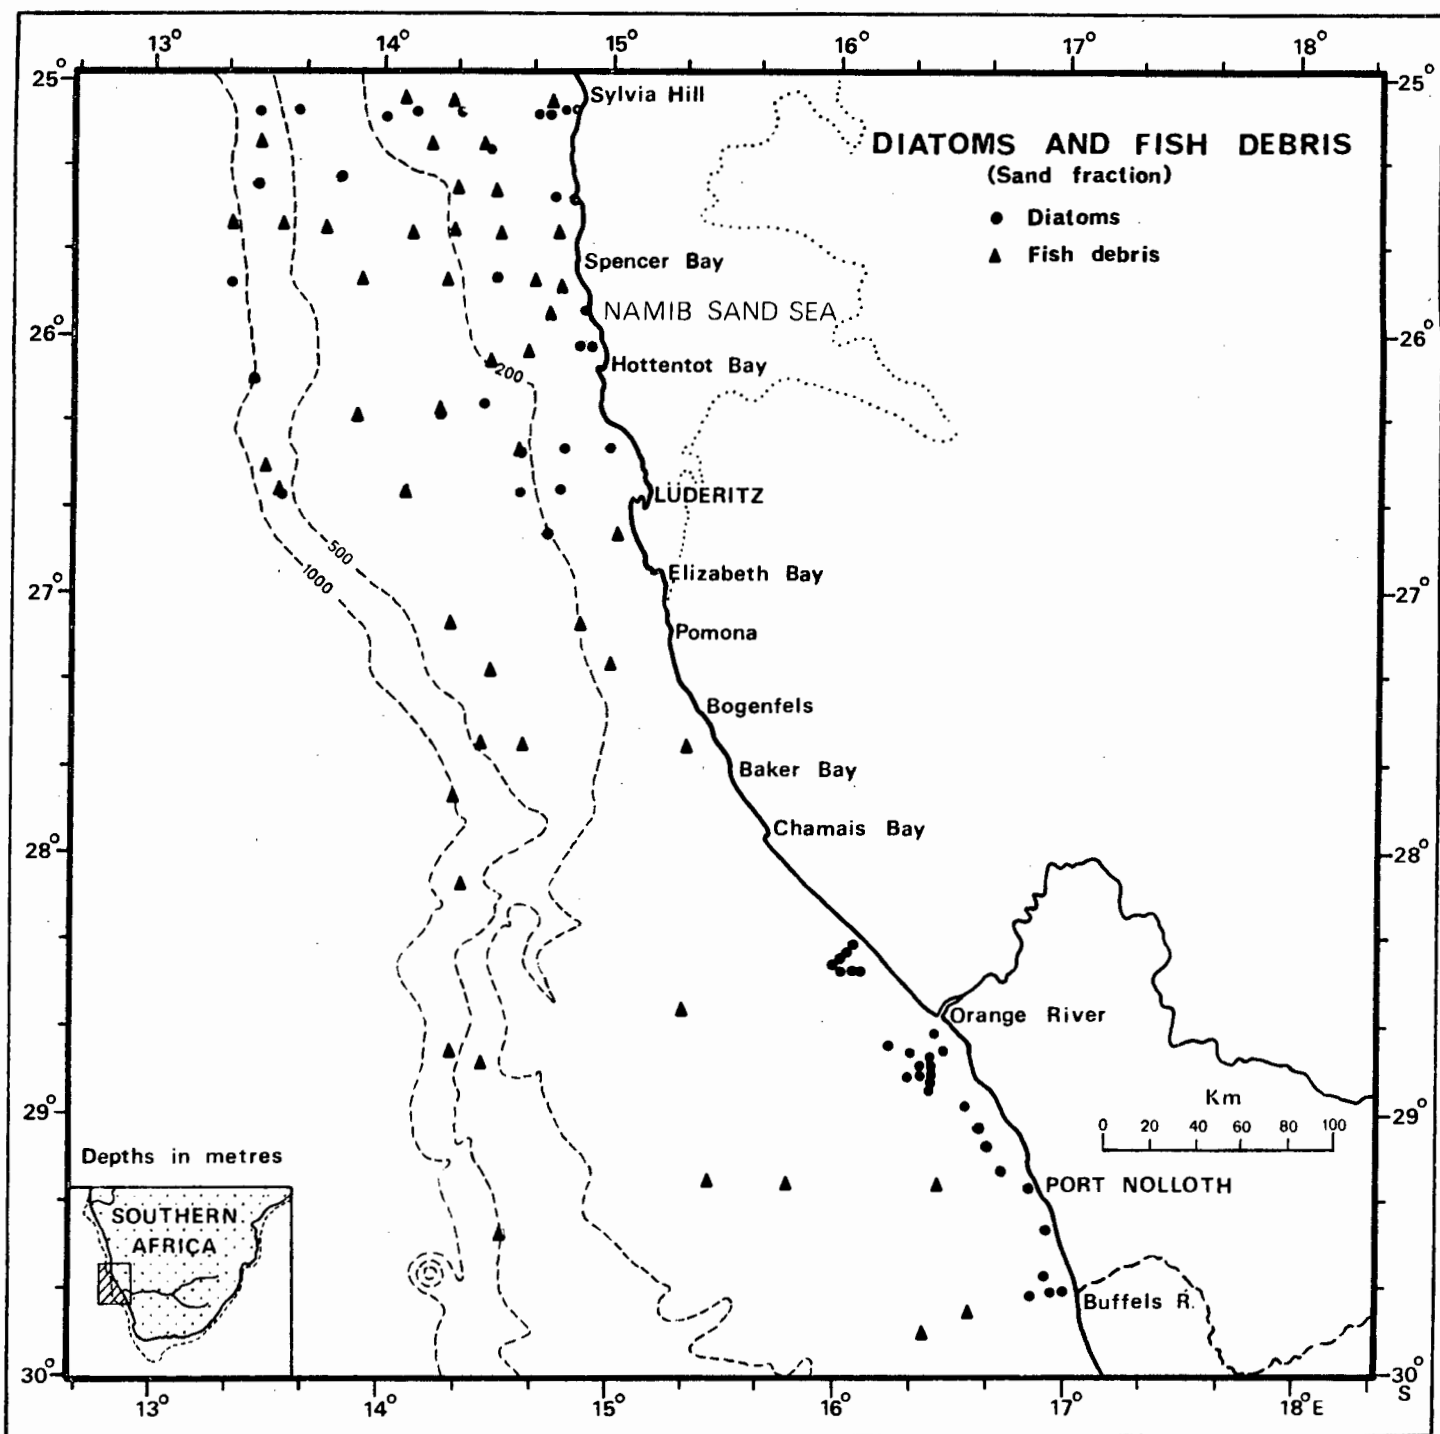 13° 14° 15° 16° 17° 18°
25° 25°
Sylvia Hill
DIATOMS AND FISH DEBRIS
(Sand fraction)
Diatoms
Fish debris
Spencer Bay
NAMIB SAND SEA
26° 26°
Hottentot Bay
200
LÜDERITZ
500
Elizabeth Bay
1000
27° 27°
Pomona
Bogenfels
Baker Bay
Chamais Bay
28° 28°
Orange River
Km
0 20 40 60 80 100
29° 29°
Depths in metres
PORT NOLLOTH
SOUTHERN
AFRICA
Buffels R.
30° 30°
S
13° 14° 15° 16° 17° 18° E